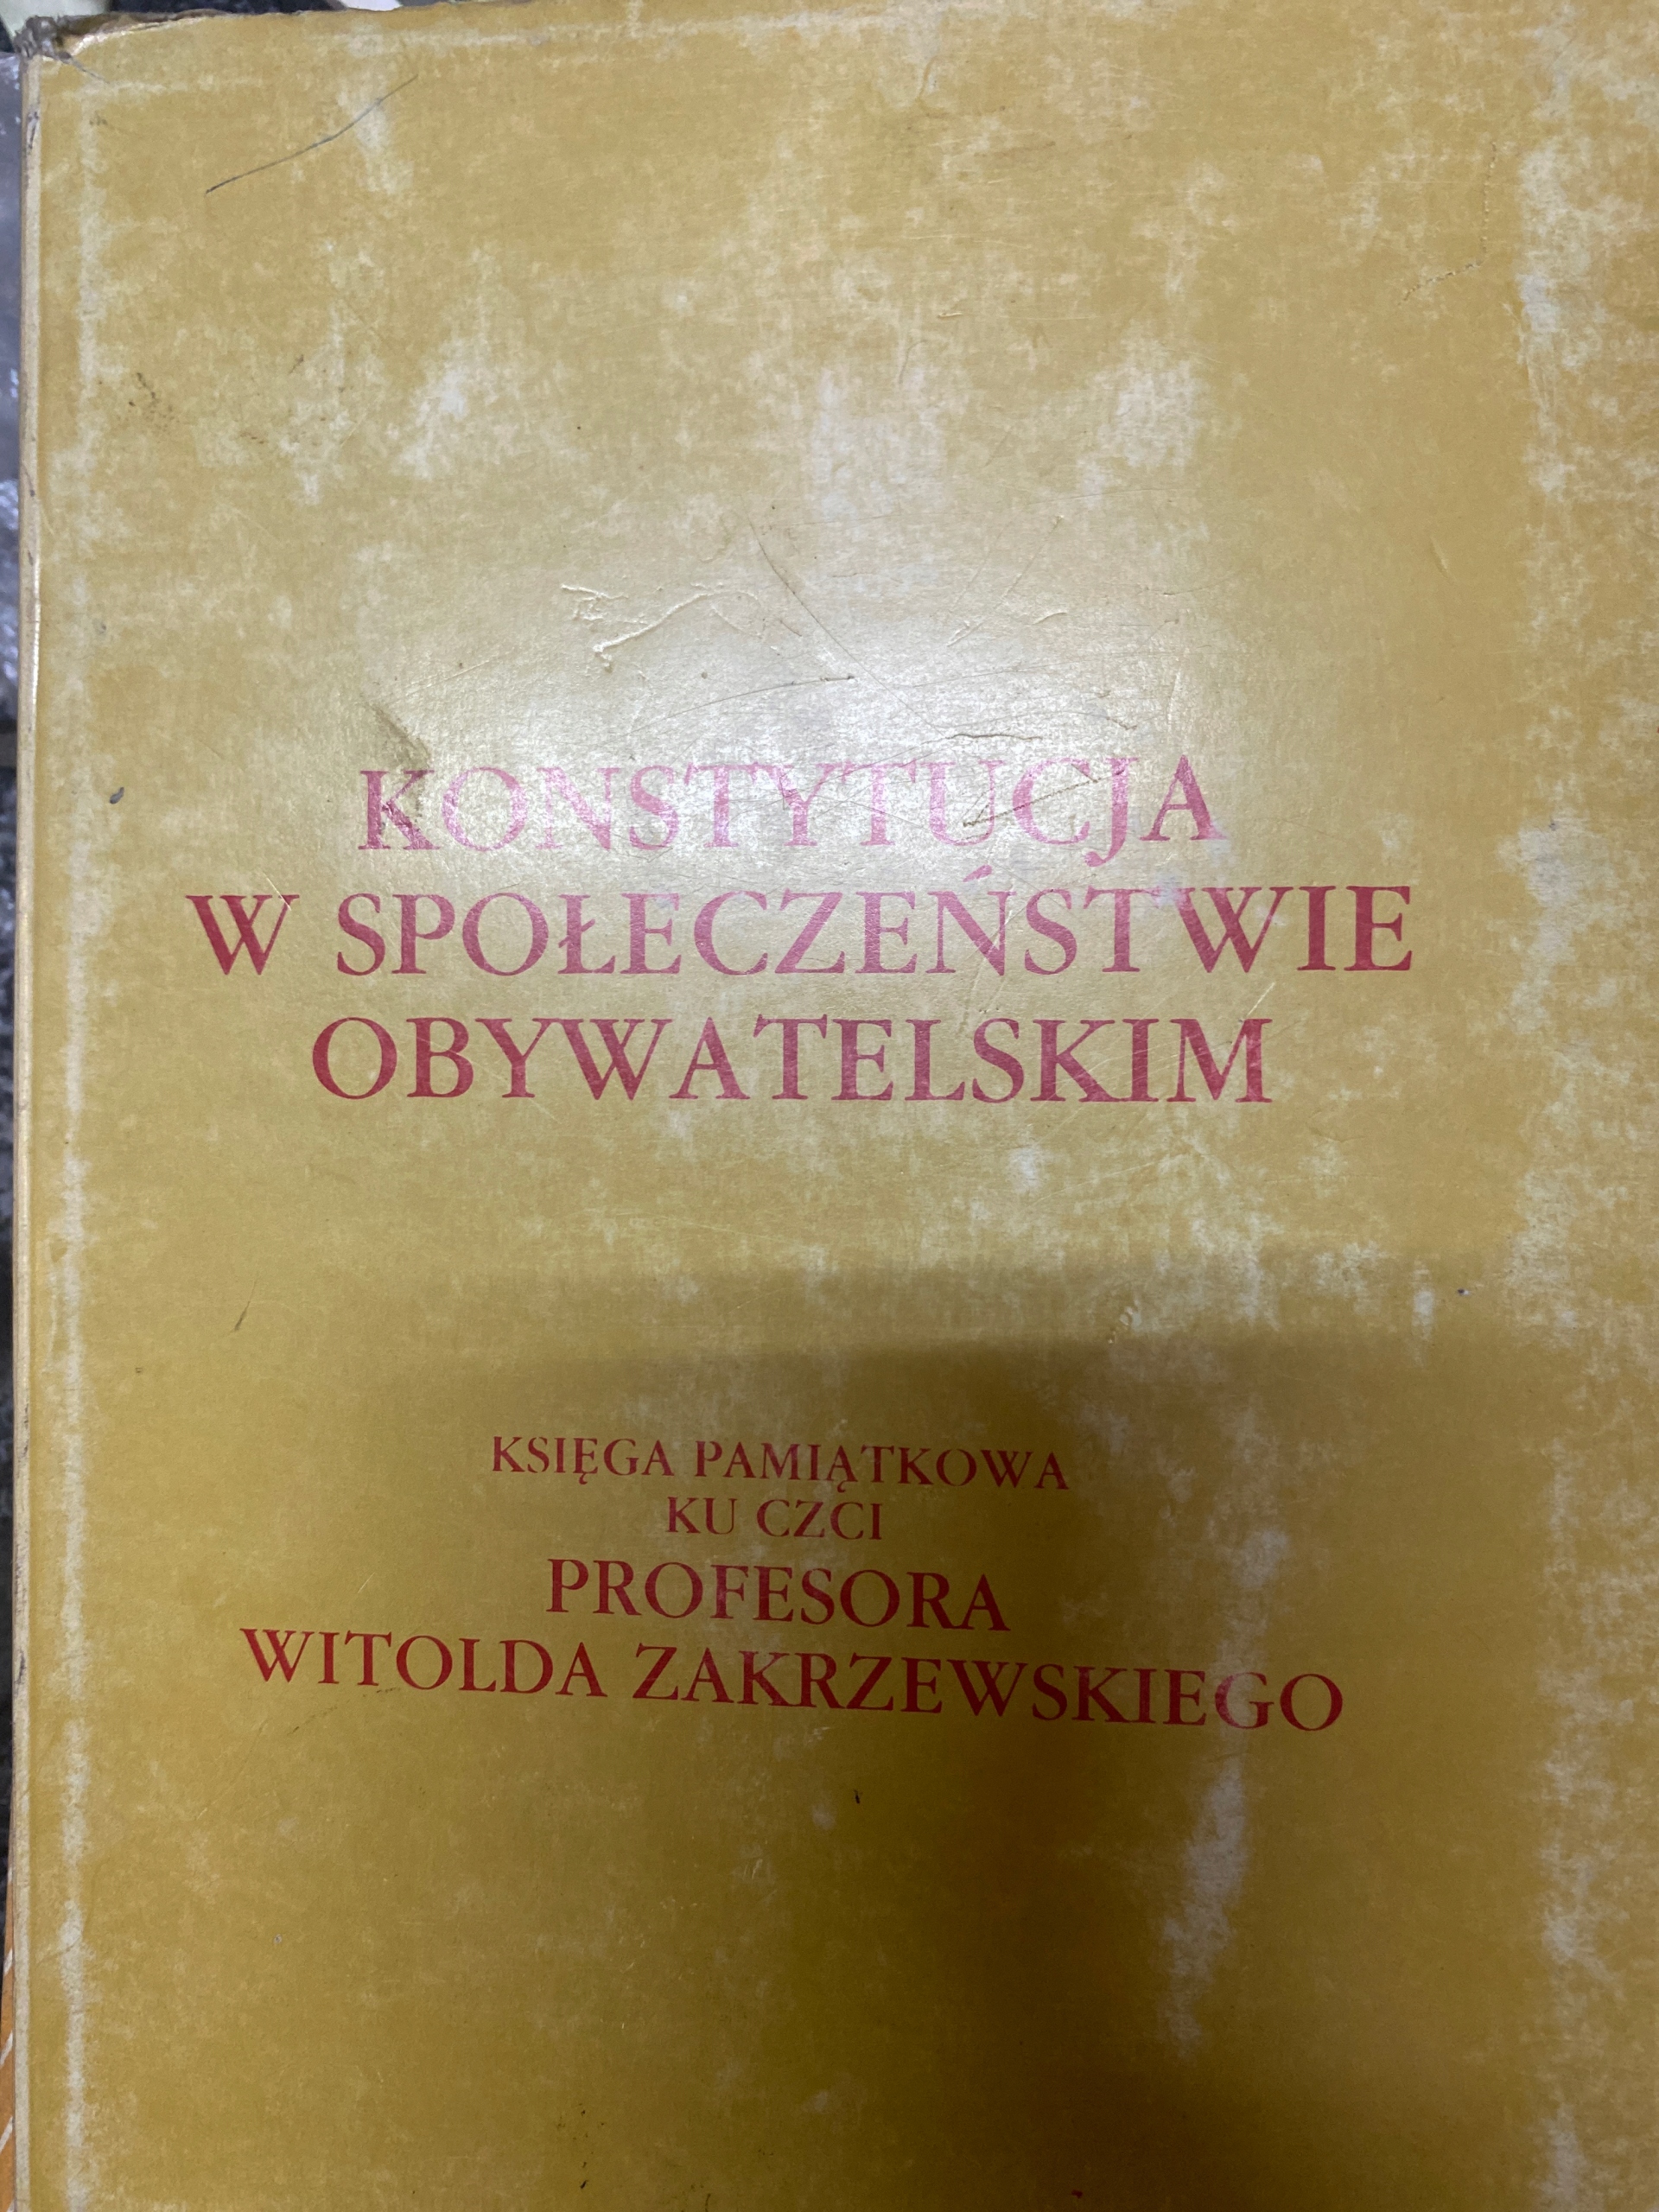 KONSTYTUCJA
W SPOŁECZEŃSTWIE
OBYWATELSKIM
KSIĘGA PAMIĄTKOWA
KU CZCI
PROFESORA
WITOLDA ZAKRZEWSKIEGO